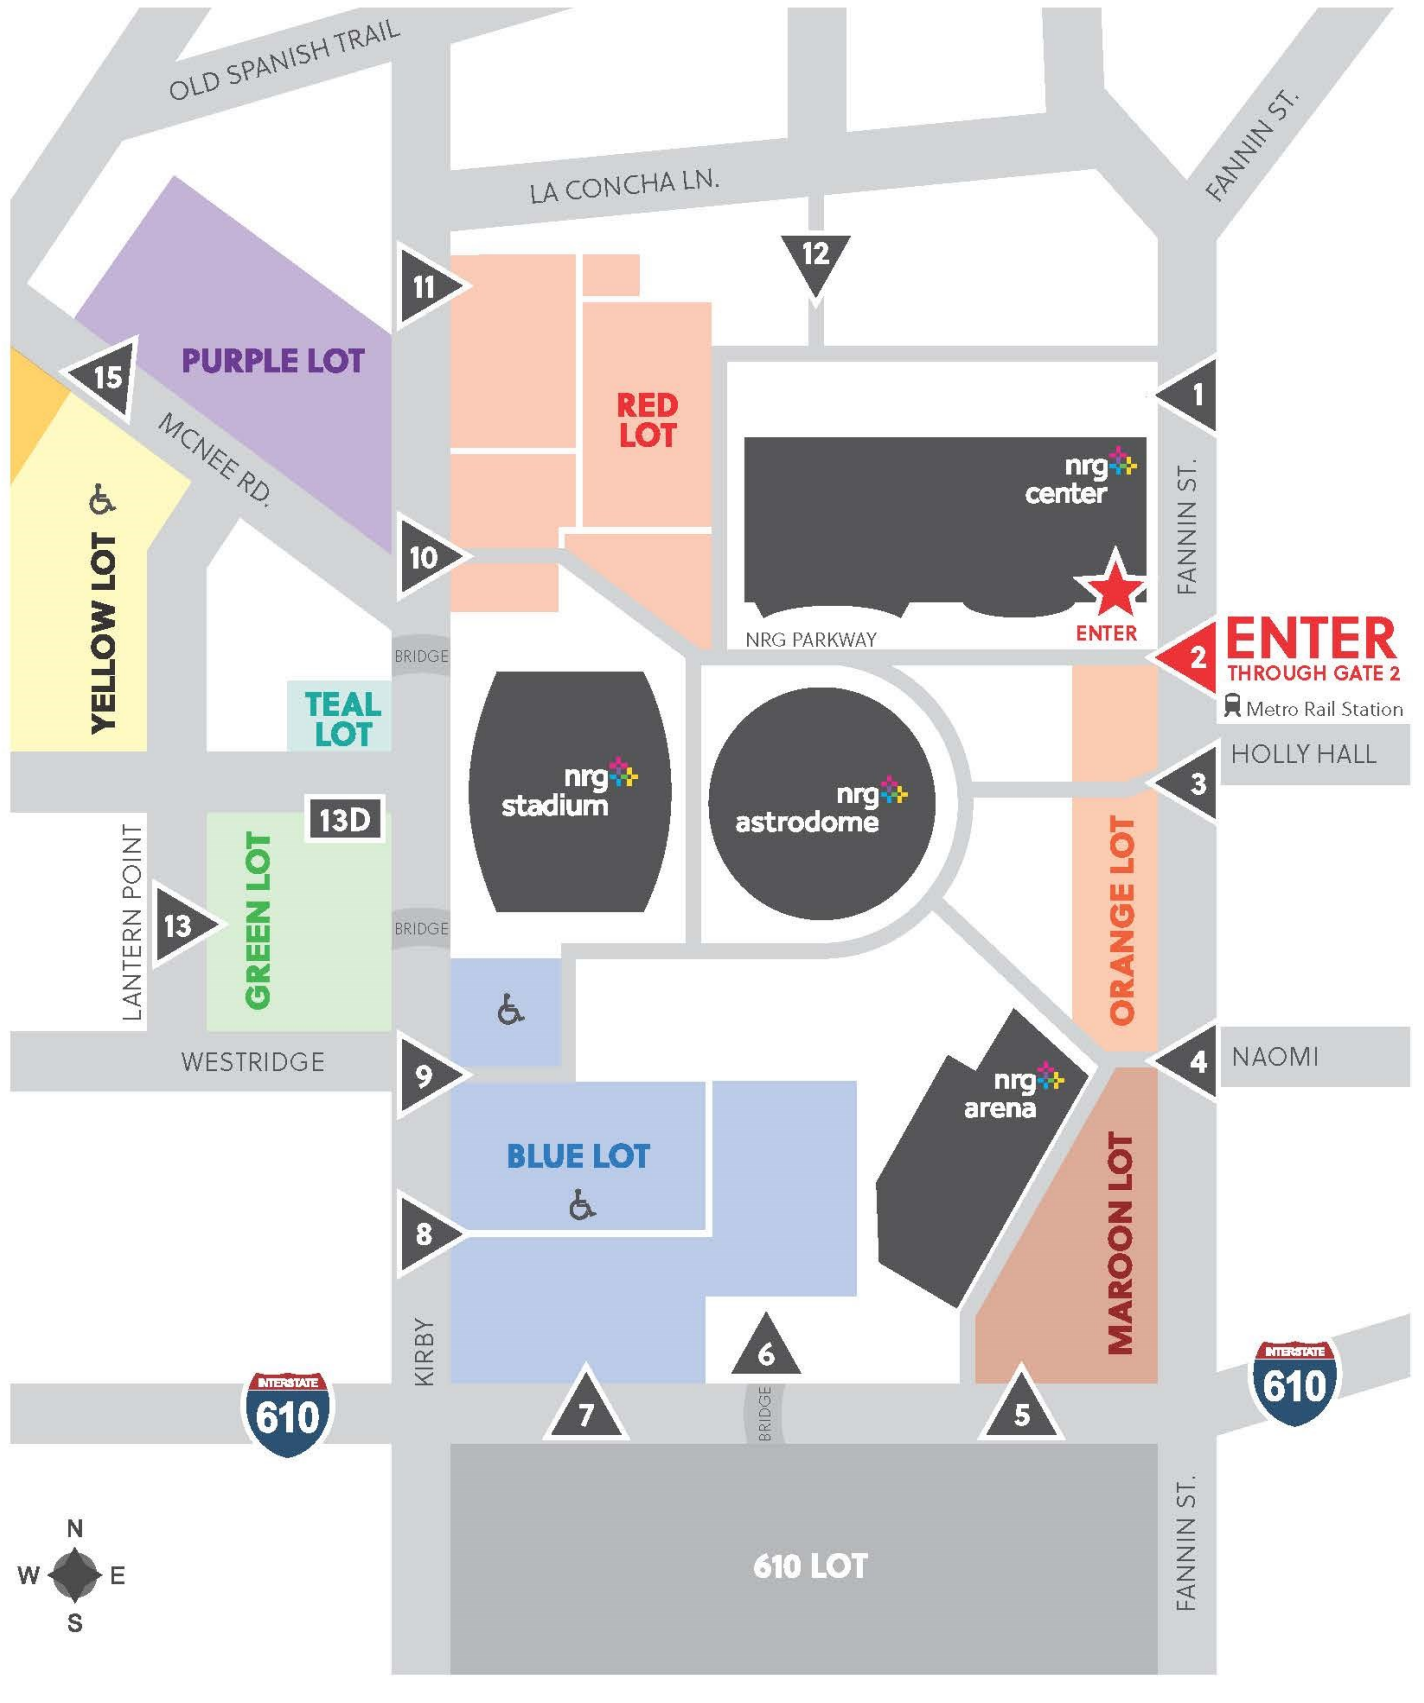 OLD SPANISH TRAIL
LA CONCHA LN.
FANNIN ST.
11
12
PURPLE LOT
15
MCNEE RD.
RED
LOT
1
nrg
center
FANNIN ST.
YELLOW LOT
10
ENTER
NRG PARKWAY
BRIDGE
2
ENTER
THROUGH GATE 2
Metro Rail Station
TEAL
LOT
HOLLY HALL
3
nrg
stadium
nrg
astrodome
13D
GREEN LOT
LANTERN POINT
13
BRIDGE
ORANGE LOT
WESTRIDGE
9
4
NAOMI
nrg
arena
BLUE LOT
8
MAROON LOT
KIRBY
6
INTERSTATE
610
7
BRIDGE
5
INTERSTATE
610
FANNIN ST.
610 LOT
N
W
E
S